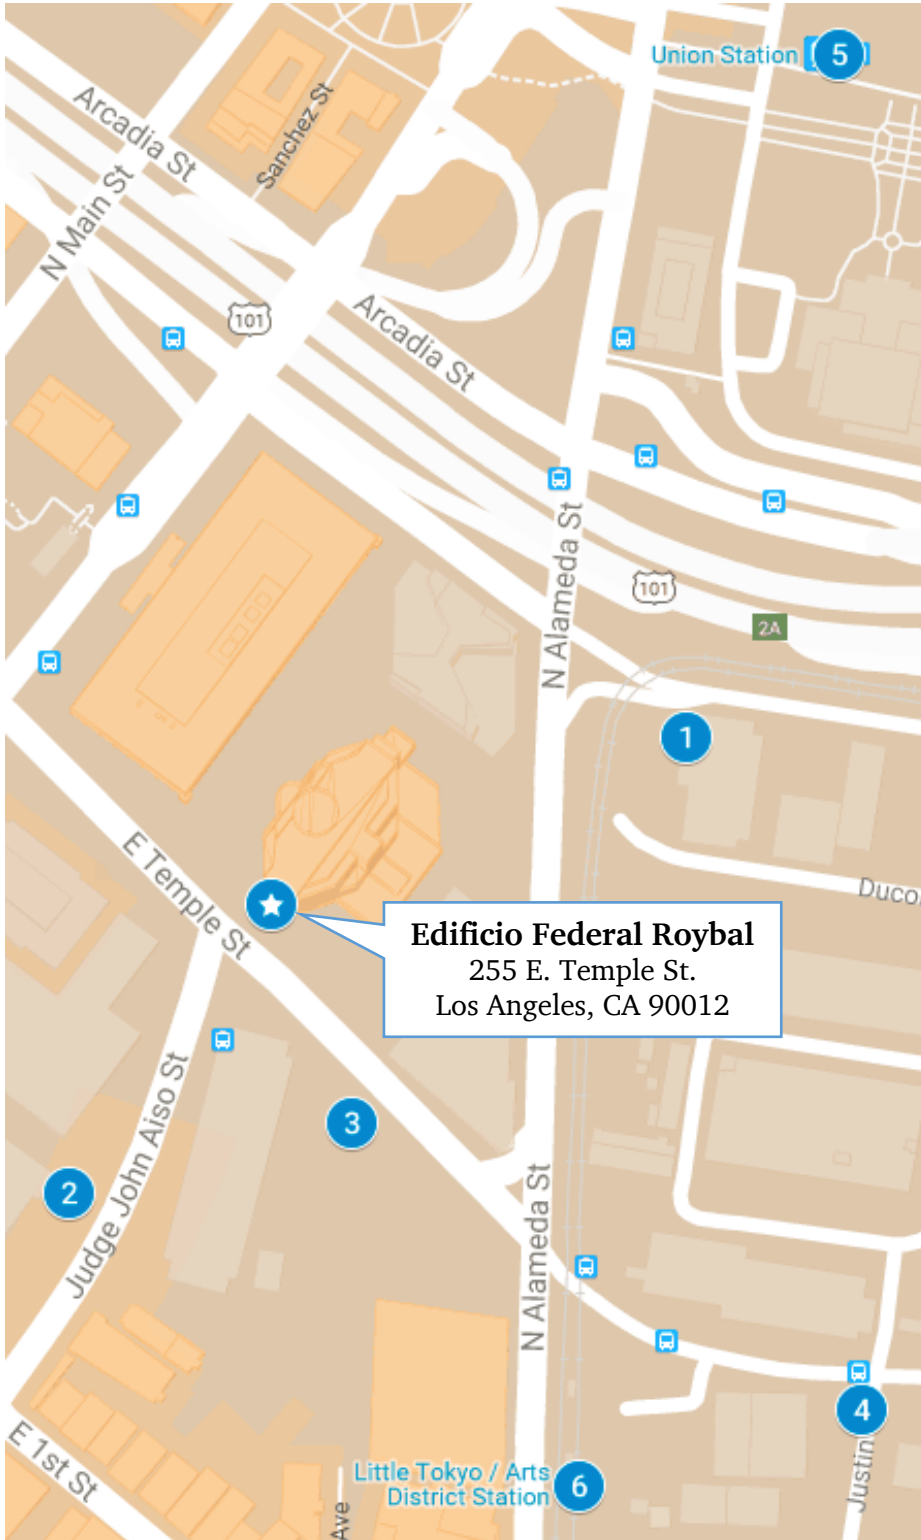 Union Station
5
Arcadia St
Sanchez St
N Main St
101
Arcadia St
N Alameda St
101
2A
1
E Temple St
Duco
Edificio Federal Roybal
255 E. Temple St.
Los Angeles, CA 90012
Judge John Aiso St
3
2
N Alameda St
4
E 1st St
Little Tokyo / Arts
District Station
6
Justin
Ave